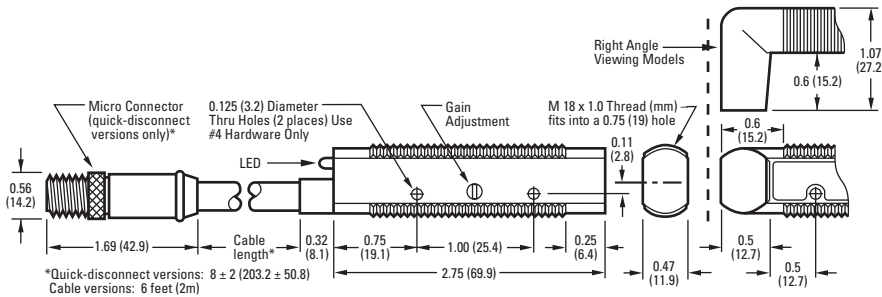 Right Angle
Viewing Models
1.07
(27.2
0.6 (15.2)
Micro Connector
(quick-disconnect
versions only)*
0.125 (3.2) Diameter
Thru Holes (2 places) Use
#4 Hardware Only
Gain
Adjustment
M 18 x 1.0 Thread (mm)
fits into a 0.75 (19) hole
0.11
(2.8)
0.6
(15.2)
LED
0.56
(14.2)
1.69 (42.9)
Cable
length*
0.32
(8.1)
0.75
(19.1)
1.00 (25.4)
0.25
(6.4)
2.75 (69.9)
0.47
(11.9)
0.5
(12.7)
0.5
(12.7)
*Quick-disconnect versions: 8 ± 2 (203.2 ± 50.8)
Cable versions: 6 feet (2m)